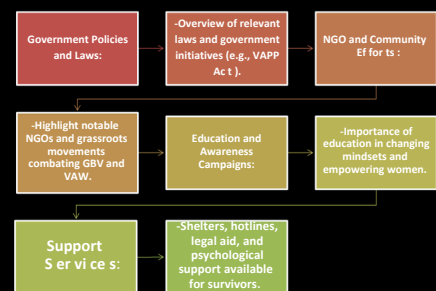 Government Policies
and Laws:
-Overview of relevant
laws and government
initiatives (e.g., VAPP
Ac t ).
NGO and Community
Ef for ts :
-Highlight notable
NGOs and grassroots
movements
combating GBV and
VAW.
Education and
Awareness
Campaigns:
-Importance of
education in changing
mindsets and
empowering women.
Support
S er vi ce s:
-Shelters, hotlines,
legal aid, and
psychological
support available
for survivors.